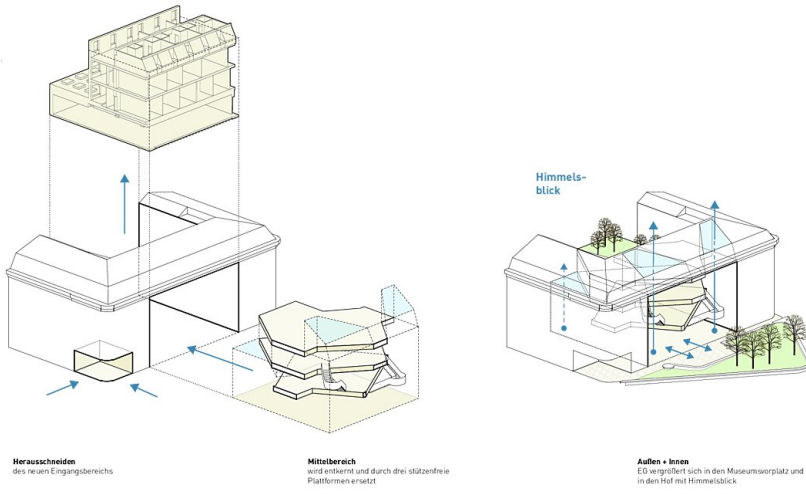 Himmels-
blick
Herausschneiden
des neuen Eingangsbereichs
Mittelbereich
wird entkernt und durch drei stützenfreie
Plattformen ersetzt
Außen + Innen
EG vergrößert sich in den Museumsvorplatz und
in den Hof mit Himmelsblick